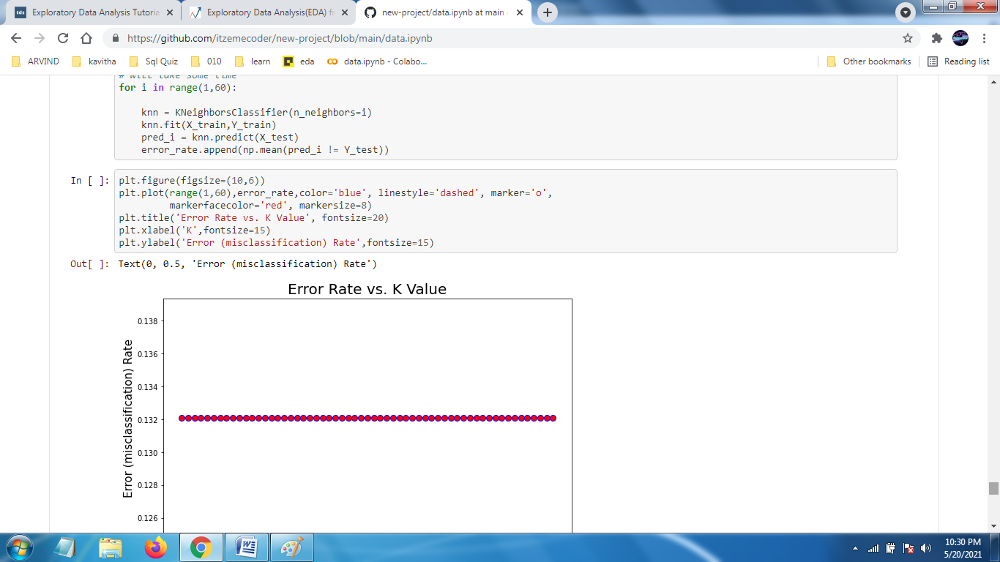 Exploratory Data Analysis Tutoria
Exploratory Data Analysis(EDA) fr
new-project/data.ipynb at main ·
https://github.com/itzemecoder/new-project/blob/main/data.ipynb
ARVIND
kavitha
Sql Quiz
010
learn
eda
data.ipynb - Colabo...
Other bookmarks
Reading list
# Will take some time
for i in range(1,60):
knn = KNeighborsClassifier(n_neighbors=i)
knn.fit(X_train,Y_train)
pred_i = knn.predict(X_test)
error_rate.append(np.mean(pred_i != Y_test))
In [ ]:
plt.figure(figsize=(10,6))
plt.plot(range(1,60),error_rate,color='blue', linestyle='dashed', marker='o',
markerfacecolor='red', markersize=8)
plt.title('Error Rate vs. K Value', fontsize=20)
plt.xlabel('K',fontsize=15)
plt.ylabel('Error (misclassification) Rate',fontsize=15)
Out[ ]: Text(0, 0.5, 'Error (misclassification) Rate')
Error Rate vs. K Value
Error (misclassification) Rate
0.138
0.136
0.134
0.132
0.130
0.128
0.126
10:30 PM
5/20/2021